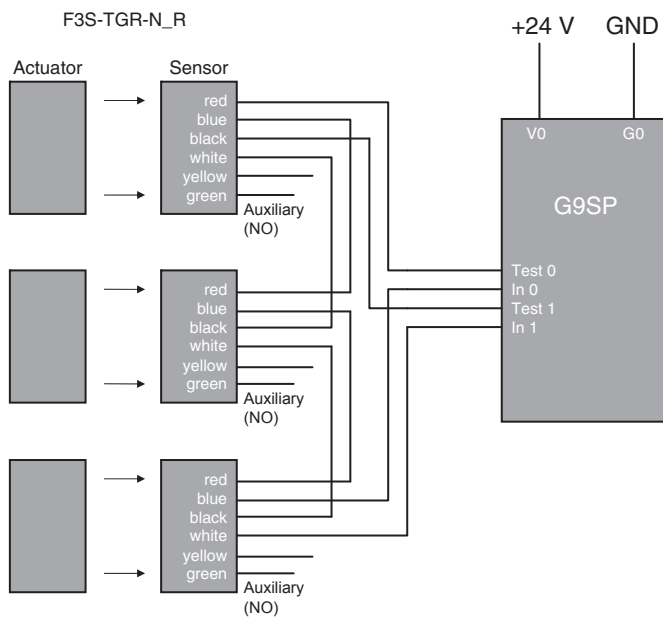 F3S-TGR-N_R
+24 V GND
Actuator Sensor
V0 G0
G9SP
red
blue
black
white
yellow
green
Auxiliary
(NO)
Test 0
In 0
Test 1
In 1
red
blue
black
white
yellow
green
Auxiliary
(NO)
red
blue
black
white
yellow
green
Auxiliary
(NO)